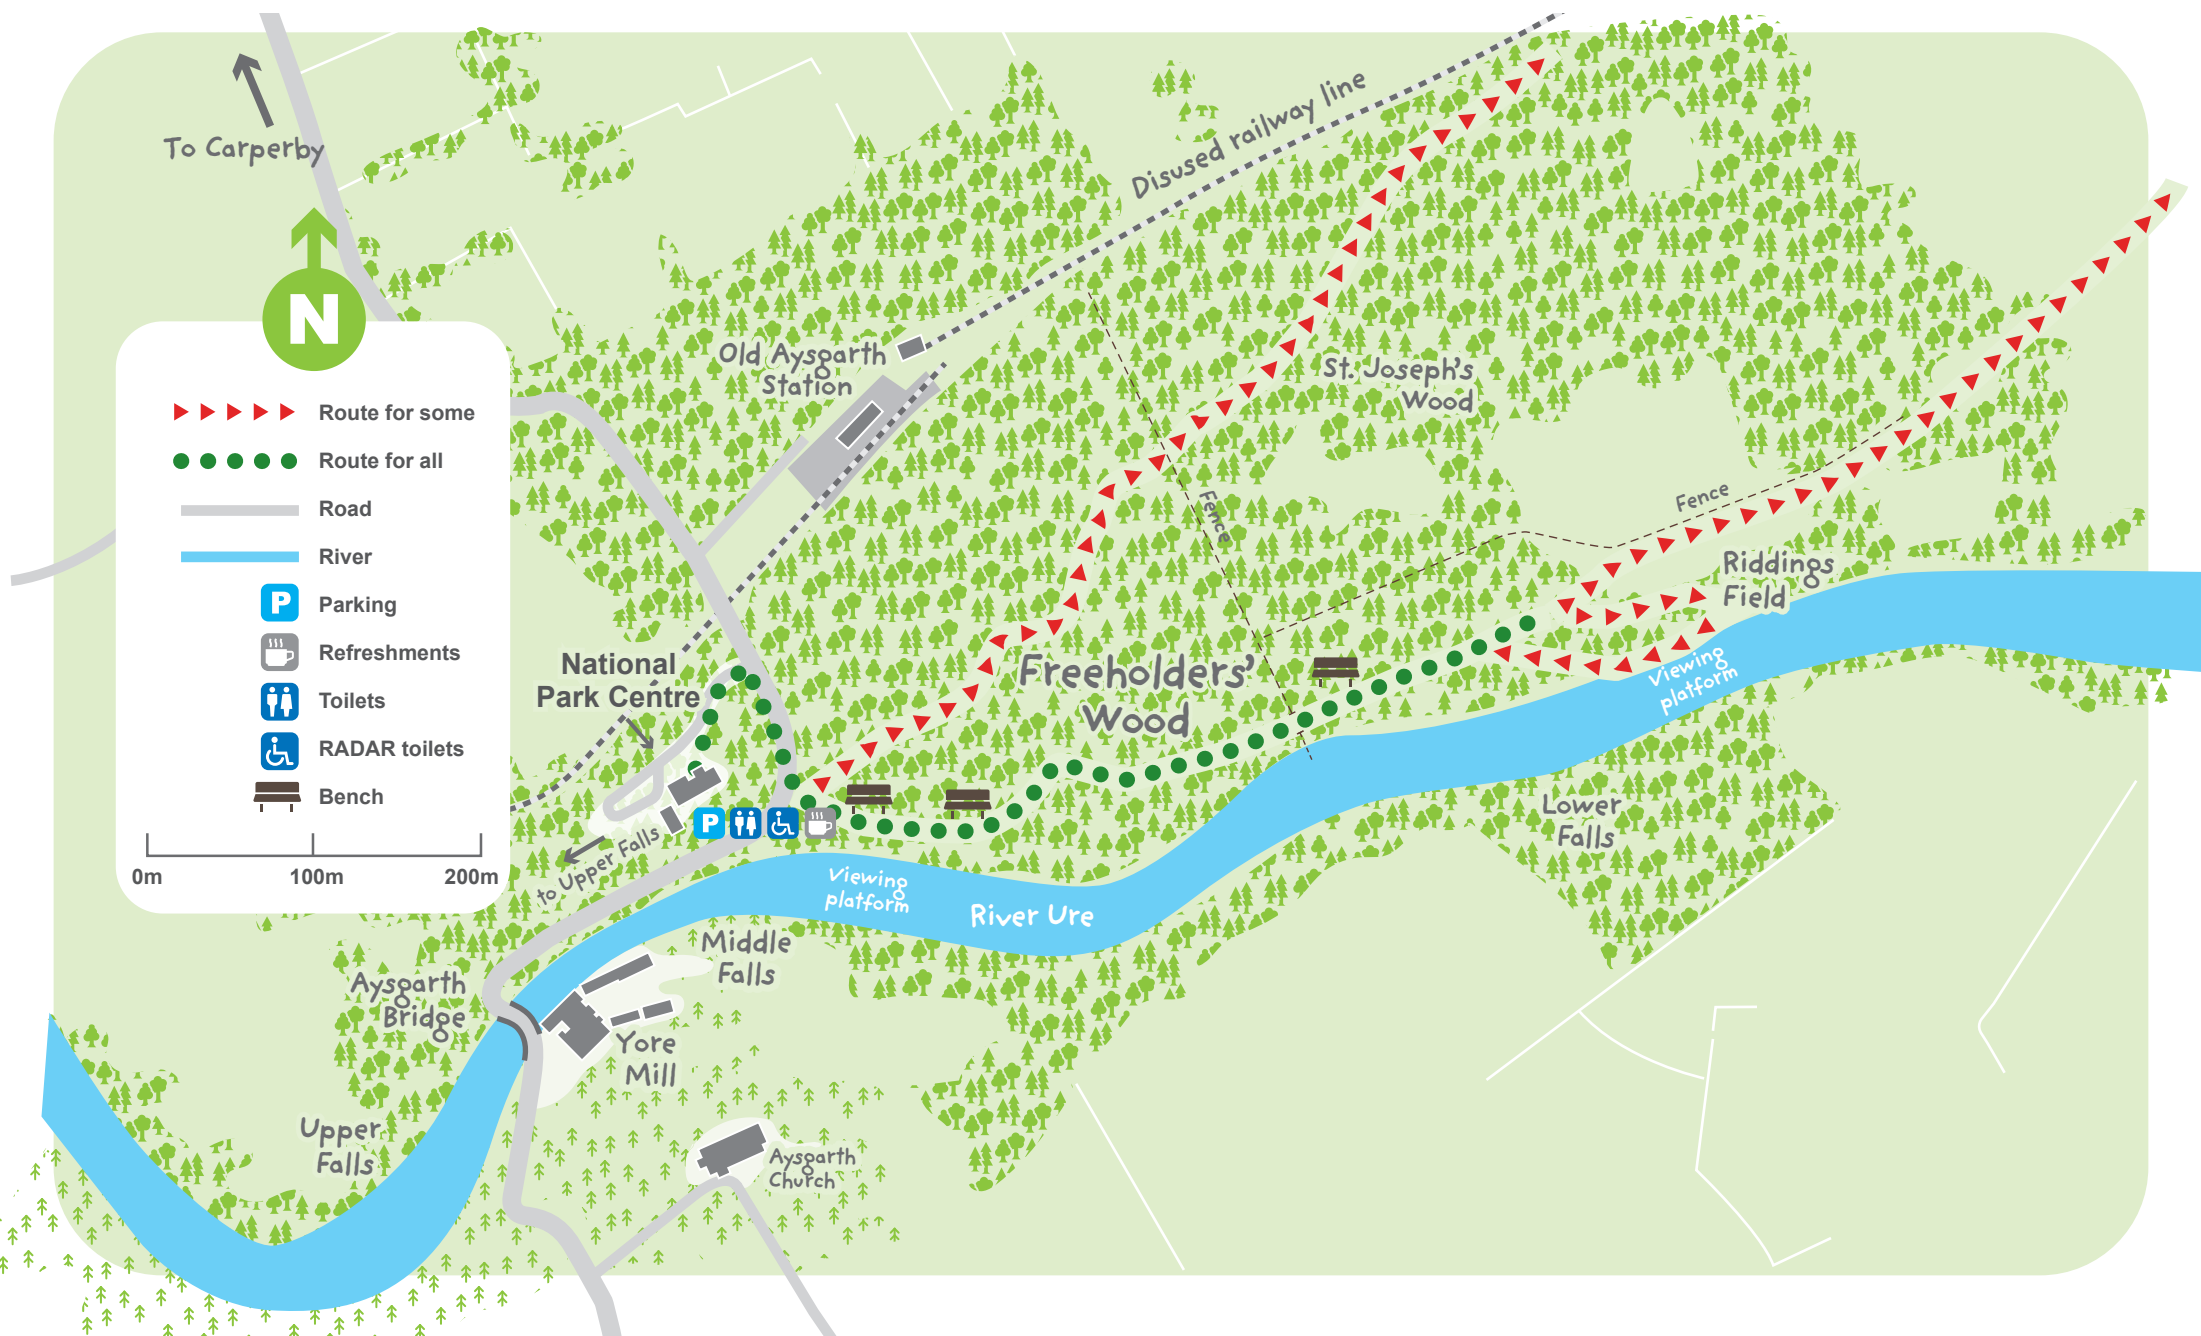 To Carperby
N
Route for some
Route for all
Road
River
P Parking
Refreshments
Toilets
RADAR toilets
Bench
0m 100m 200m
Disused railway line
Old Aysgarth
Station
St. Joseph's
Wood
Fence
Fence
Riddings
Field
National
Park Centre
Freeholders'
Wood
Viewing
platform
P
to Upper Falls
Lower
Falls
Viewing
platform
River Ure
Middle
Falls
Aysgarth
Bridge
Yore
Mill
Upper
Falls
Aysgarth
Church